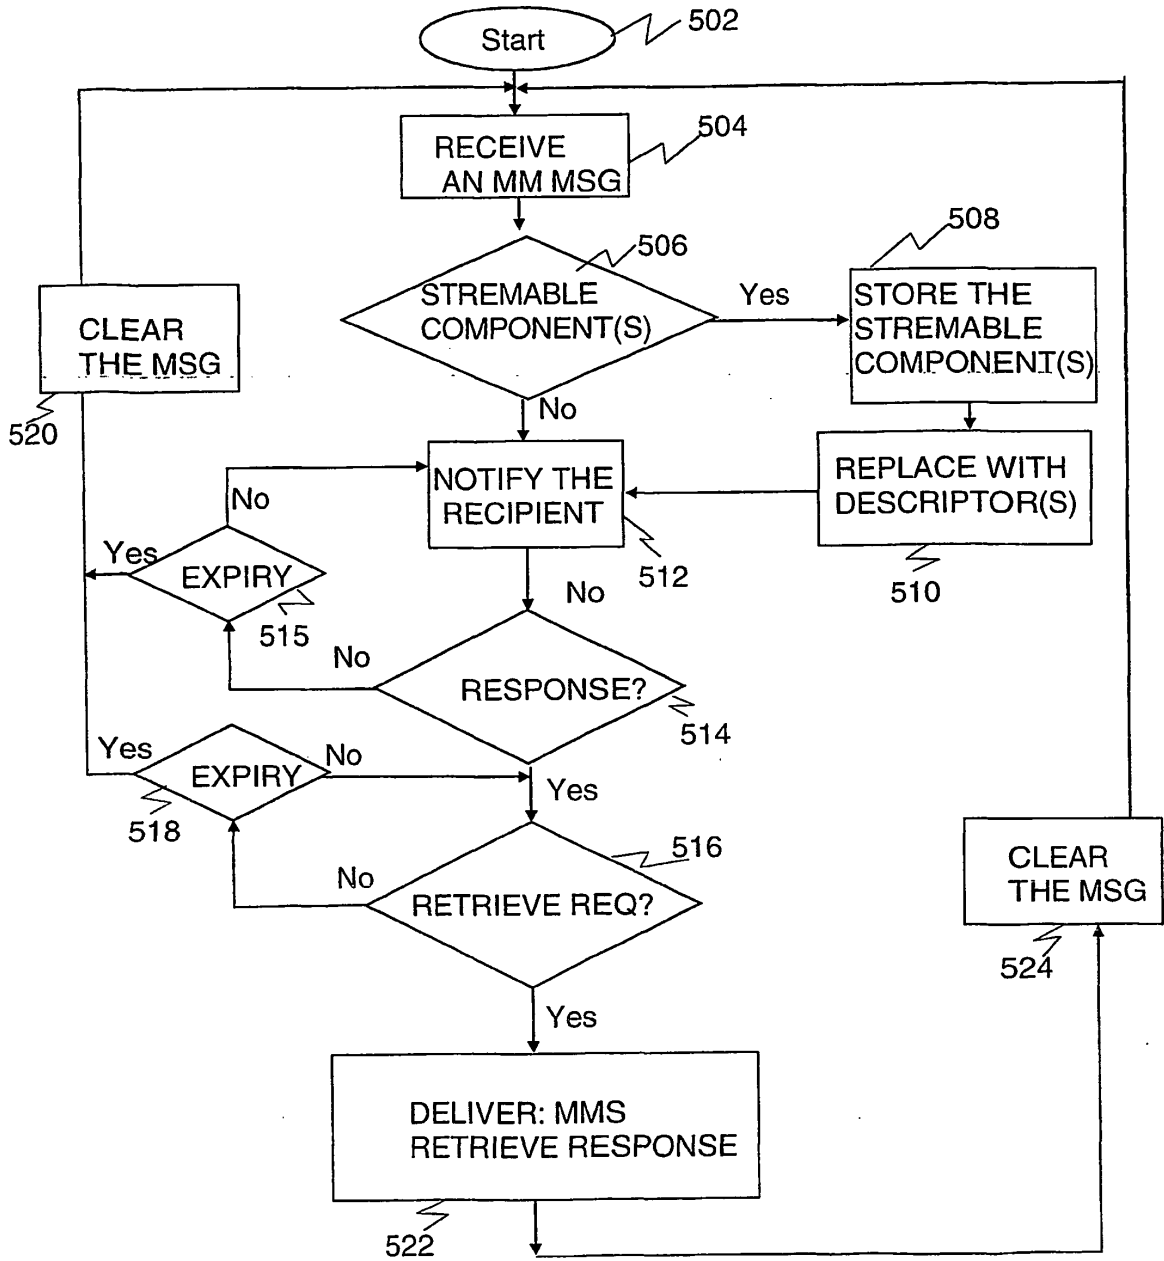 Start
502
RECEIVE
AN MM MSG
504
STREMABLE
COMPONENT(S)
506
Yes
STORE THE
STREMABLE
COMPONENT(S)
508
CLEAR
THE MSG
520
No
NOTIFY THE
RECIPIENT
512
REPLACE WITH
DESCRIPTOR(S)
510
No
Yes
EXPIRY
515
No
No
RESPONSE?
514
Yes
EXPIRY
No
518
Yes
516
No
RETRIEVE REQ?
CLEAR
THE MSG
524
Yes
DELIVER: MMS
RETRIEVE RESPONSE
522